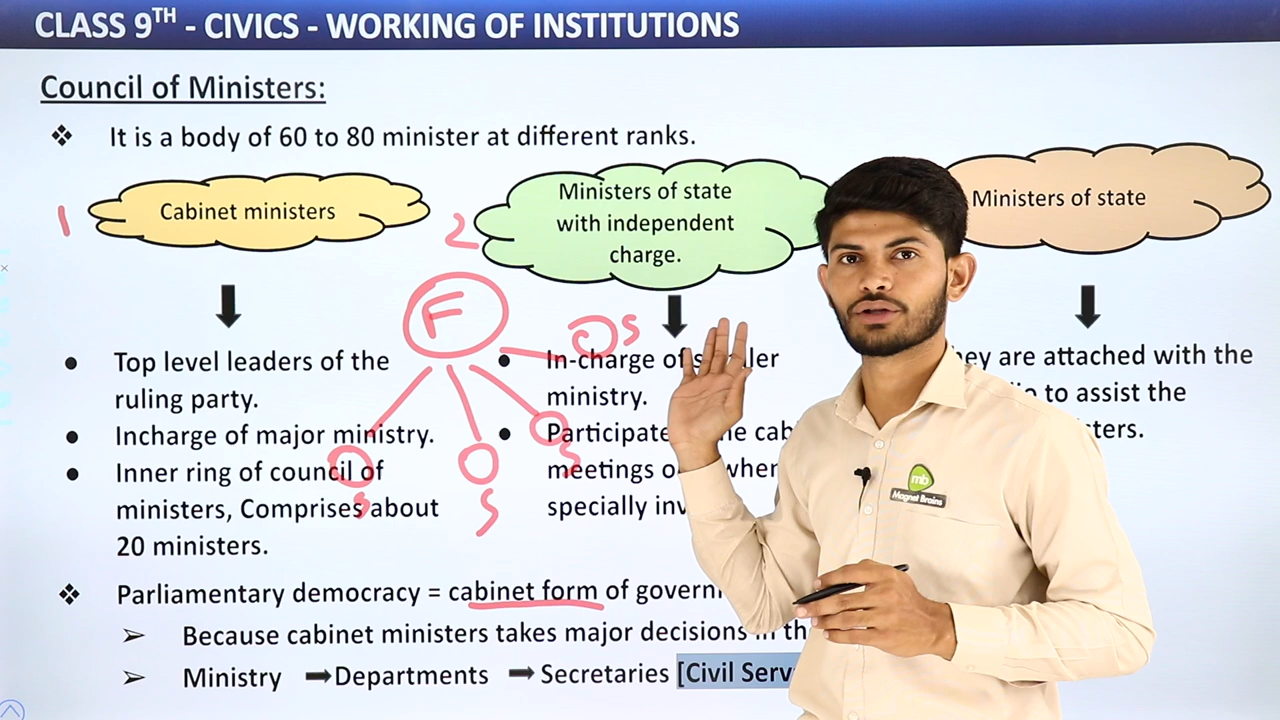 CLASS 9TH - CIVICS - WORKING OF INSTITUTIONS
Council of Ministers:
It is a body of 60 to 80 minister at different ranks.
1
Cabinet ministers
2
Ministers of state
with independent
charge.
Ministers of state
F
S
Top level leaders of the
ruling party.
Incharge of major ministry.
Inner ring of council of
ministers, Comprises about
20 ministers.
S
S
S
In-charge of
ministry.
Participate
meetings
specially
are attached with the
to assist the
Parliamentary democracy = cabinet form of
Because cabinet ministers takes major decisions in
Ministry Departments Secretaries [Civil
mb
Magnet Brains